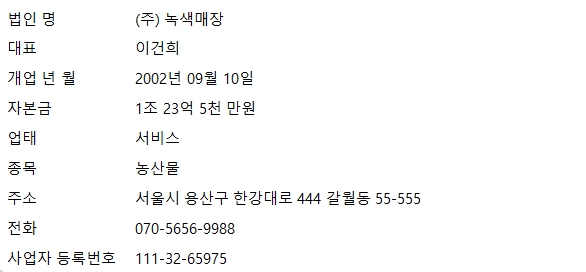 법인 명 (주) 녹색매장
대표 이건희
개업 년 월 2002년 09월 10일
자본금 1조 23억 5천 만원
업태 서비스
종목 농산물
주소 서울시 용산구 한강대로 444 갈월동 55-555
전화 070-5656-9988
사업자 등록번호 111-32-65975